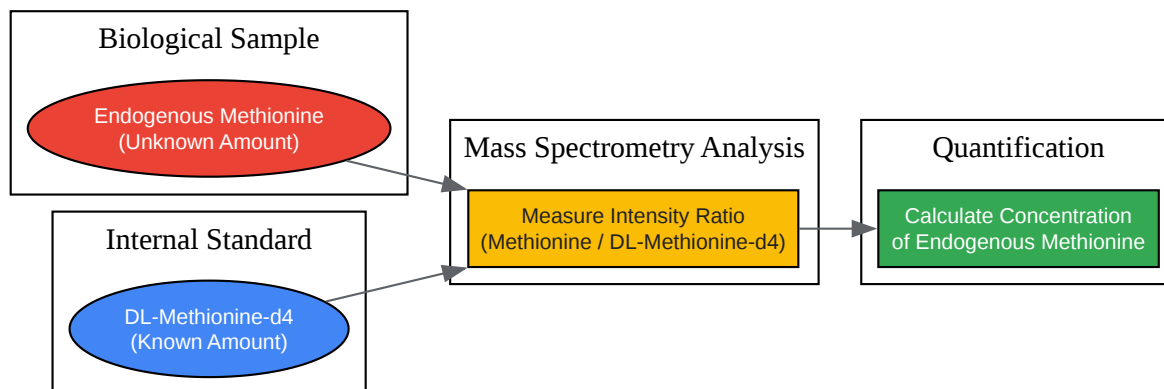 Biological Sample
Endogenous Methionine
(Unknown Amount)
Internal Standard
DL-Methionine-d4
(Known Amount)
Mass Spectrometry Analysis
Measure Intensity Ratio
(Methionine / DL-Methionine-d4)
Quantification
Calculate Concentration
of Endogenous Methionine